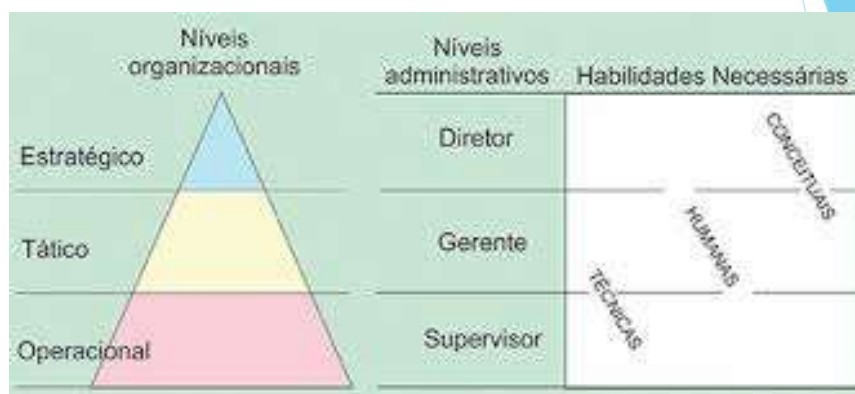 Níveis
organizacionais
Níveis
administrativos
Habilidades Necessárias
Estratégico
Diretor
CONCEITUAIS
Tático
Gerente
HUMANAS
Operacional
Supervisor
TÉCNICAS